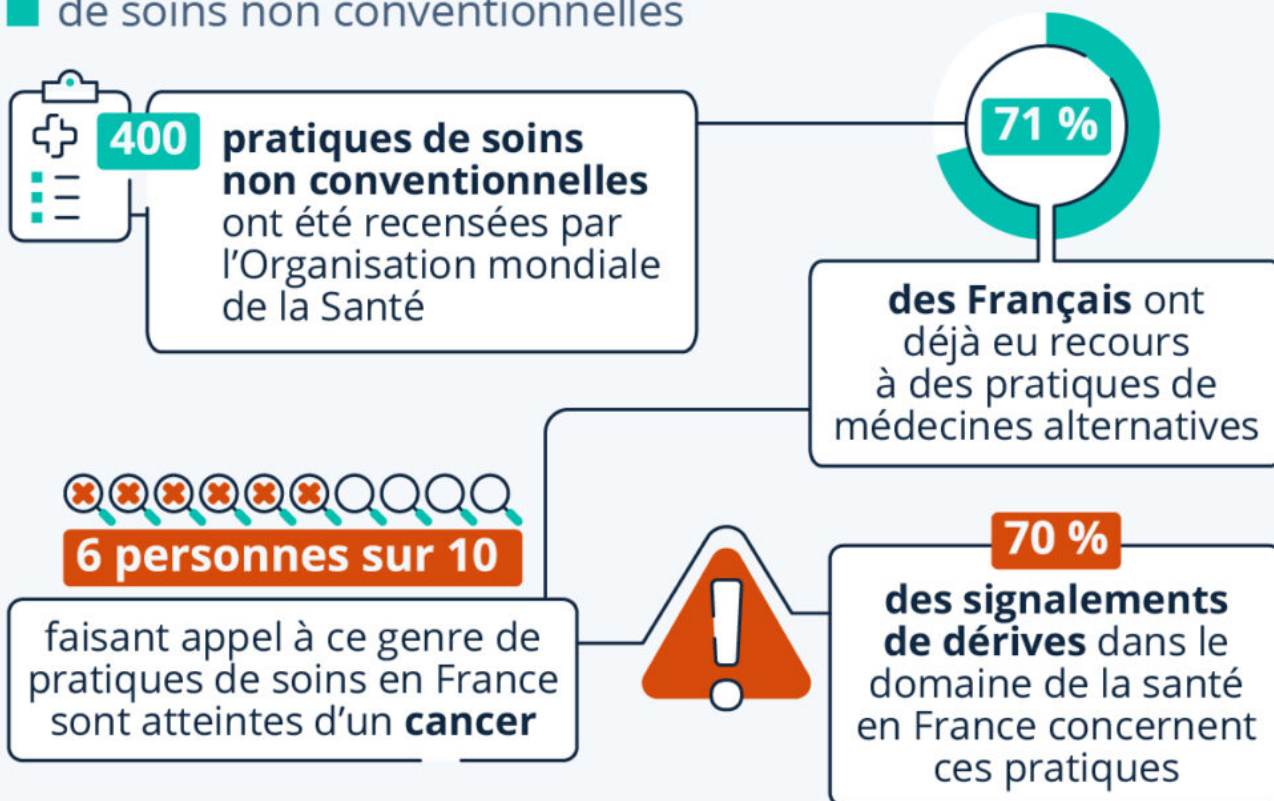 de soins non conventionnelles
400
pratiques de soins
non conventionnelles
ont été recensées par
l'Organisation mondiale
de la Santé
71 %
des Français ont
déjà eu recours
à des pratiques de
médecines alternatives
6 personnes sur 10
faisant appel à ce genre de
pratiques de soins en France
sont atteintes d'un cancer
70 %
des signalements
de dérives dans le
domaine de la santé
en France concernent
ces pratiques